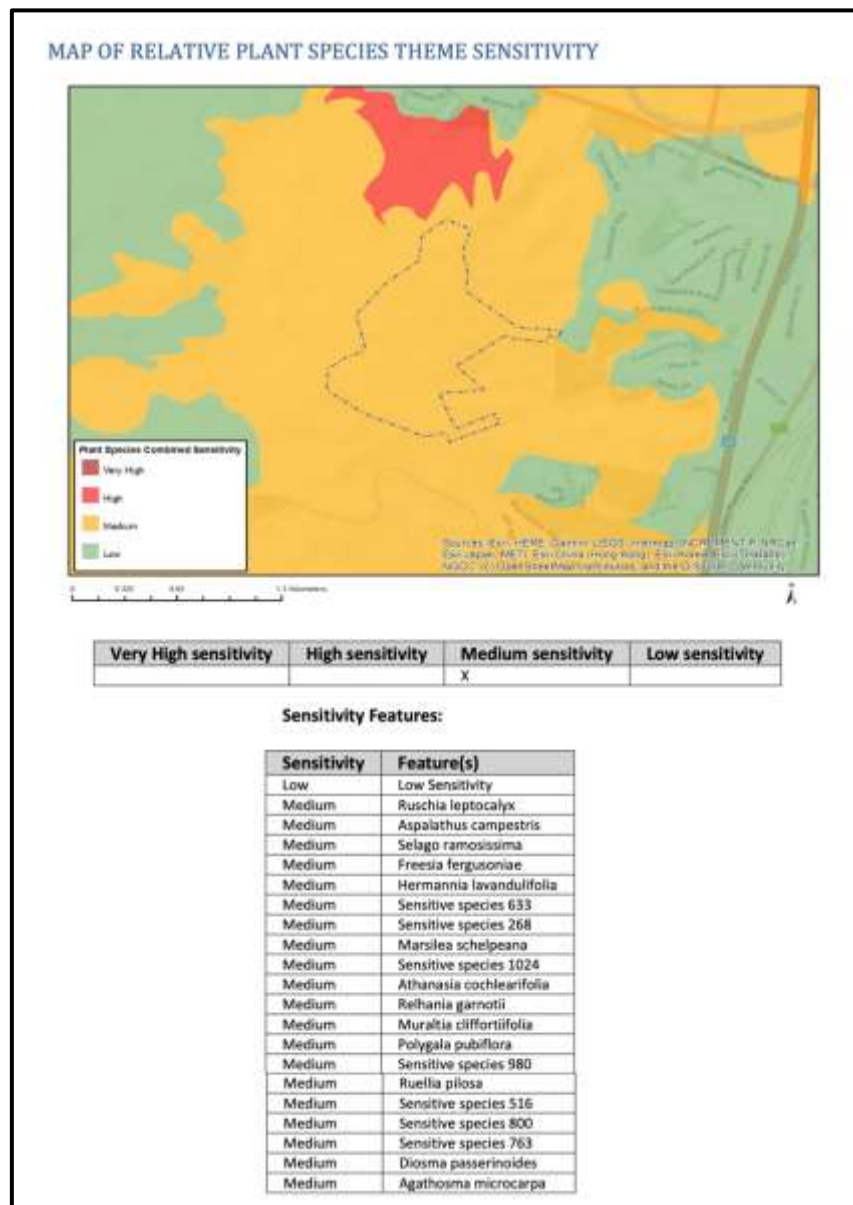 MAP OF RELATIVE PLANT SPECIES THEME SENSITIVITY
Plant Species Combined Sensitivity
Very High
High
Medium
Low
Very High sensitivity High sensitivity Medium sensitivity Low sensitivity
X
Sensitivity Features:
Sensitivity Feature(s)
Low Low Sensitivity
Medium Ruschia leptocalyx
Medium Aspalathus campestris
Medium Selago ramosissima
Medium Freesia fergusoniae
Medium Hermannia lavandulifolia
Medium Sensitive species 633
Medium Sensitive species 268
Medium Marsilea schelpeana
Medium Sensitive species 1024
Medium Athanasia cochlearifolia
Medium Relhania garnotii
Medium Muraltia cliffortiifolia
Medium Polygala pubiflora
Medium Sensitive species 980
Medium Ruellia pilosa
Medium Sensitive species 516
Medium Sensitive species 800
Medium Sensitive species 763
Medium Diosma passerinoides
Medium Agathosma microcarpa